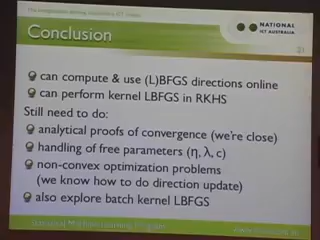 NATIONAL
ICT AUSTRALIA
Conclusion
21
can compute & use (L)BFGS directions online
can perform kernel LBFGS in RKHS
Still need to do:
analytical proofs of convergence (we're close)
handling of free parameters (η, λ, c)
non-convex optimization problems
(we know how to do direction update)
also explore batch kernel LBFGS